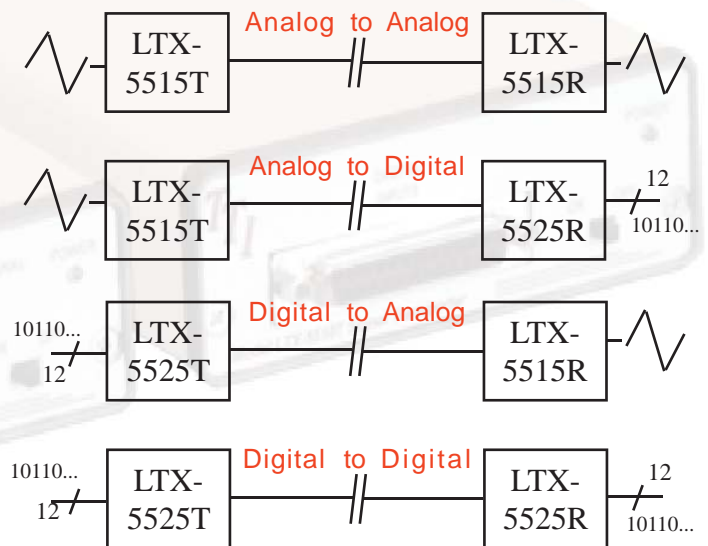 Analog to Analog
LTX-
5515T
LTX-
5515R
Analog to Digital
LTX-
5515T
LTX-
5525R
12
10110...
Digital to Analog
10110...
12
LTX-
5525T
LTX-
5515R
Digital to Digital
10110...
12
LTX-
5525T
LTX-
5525R
12
10110...